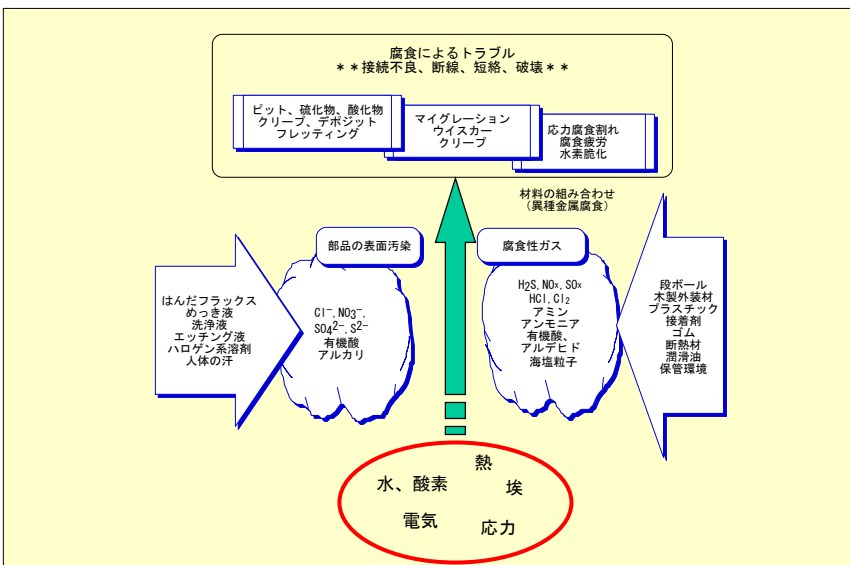 腐食によるトラブル
＊＊接続不良、断線、短絡、破壊＊＊
ピット、硫化物、酸化物
クリープ、デポジット
フレッティング
マイグレーション
ウイスカー
クリープ
応力腐食割れ
腐食疲労
水素脆化
材料の組み合わせ
（異種金属腐食）
部品の表面汚染
腐食性ガス
はんだフラックス
めっき液
洗浄液
エッチング液
ハロゲン系溶剤
人体の汗
Cl⁻,NO₃⁻,
SO₄²⁻,S²⁻
有機酸
アルカリ
H₂S,NOx,SOx
HCl,Cl₂
アミン
アンモニア
有機酸、
アルデヒド
海塩粒子
段ボール
木製外装材
プラスチック
接着剤
ゴム
断熱材
潤滑油
保管環境
熱
水、酸素
埃
電気
応力